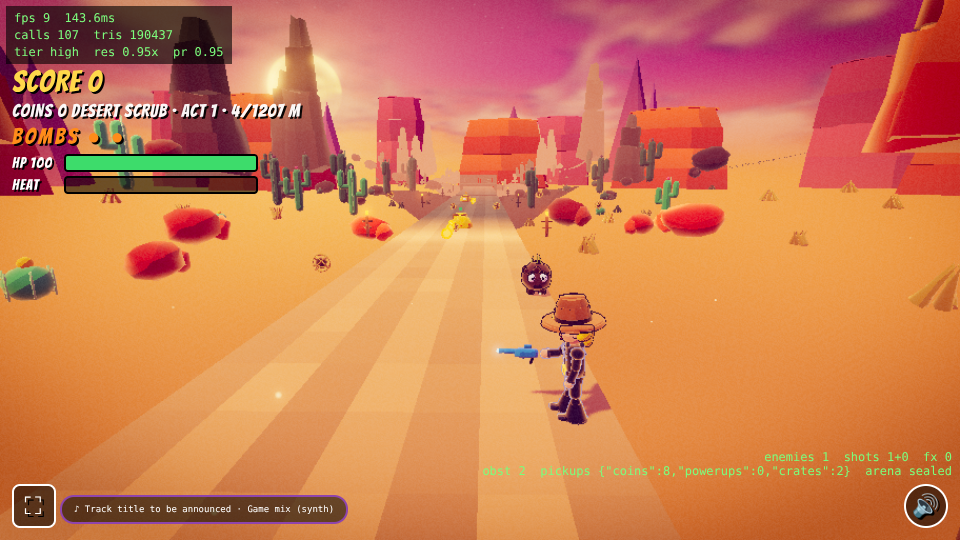 fps 9 143.6ms
calls 107 tris 190437
tier high res 0.95x pr 0.95
SCORE 0
COINS 0 DESERT SCRUB · ACT 1 · 4/1207 M
BOMBS
HP 100
HEAT
enemies 1 shots 1+0 fx 0
obst 2 pickups {"coins":8,"powerups":0,"crates":2} arena sealed
♪ Track title to be announced · Game mix (synth)